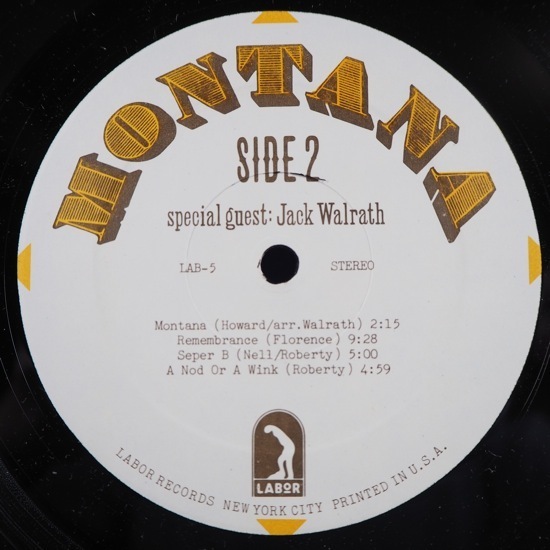 MONTANA
SIDE 2
special guest: Jack Walrath
LAB-5 STEREO
Montana (Howard/arr.Walrath) 2:15
Remembrance (Florence) 9:28
Seper B (Nell/Roberty) 5:00
A Nod Or A Wink (Roberty) 4:59
LABOR
LABOR RECORDS NEW YORK CITY PRINTED IN U.S.A.